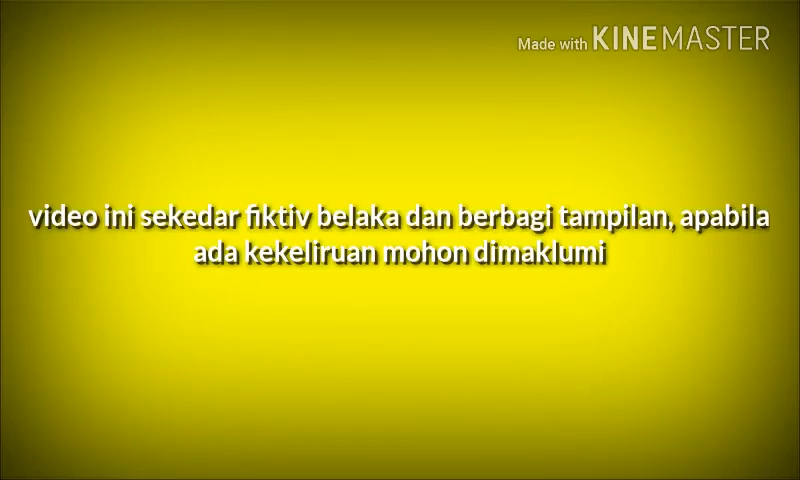 Made with KINEMASTER
video ini sekedar fiktiv belaka dan berbagi tampilan, apabila
ada kekeliruan mohon dimaklumi